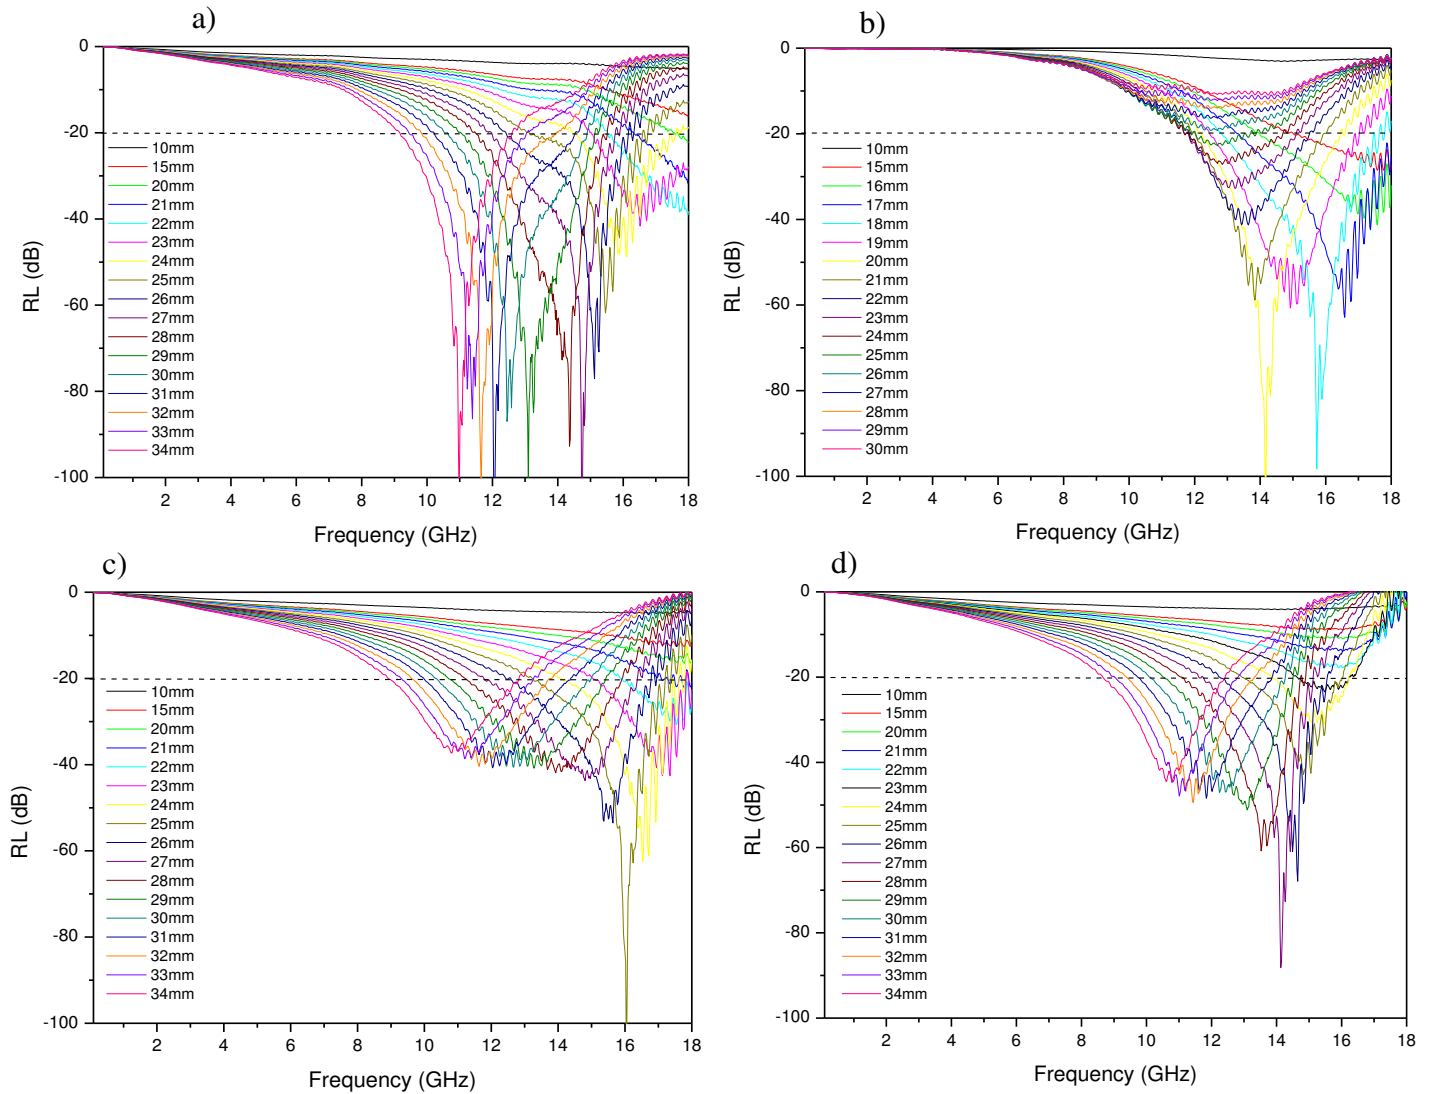 a)
0
-20
-40
-60
-80
-100
RL (dB)
10mm
15mm
20mm
21mm
22mm
23mm
24mm
25mm
26mm
27mm
28mm
29mm
30mm
31mm
32mm
33mm
34mm
2 4 6 8 10 12 14 16 18
Frequency (GHz)
b)
0
-20
-40
-60
-80
-100
RL (dB)
10mm
15mm
16mm
17mm
18mm
19mm
20mm
21mm
22mm
23mm
24mm
25mm
26mm
27mm
28mm
29mm
30mm
2 4 6 8 10 12 14 16 18
Frequency (GHz)
c)
0
-20
-40
-60
-80
-100
RL (dB)
10mm
15mm
20mm
21mm
22mm
23mm
24mm
25mm
26mm
27mm
28mm
29mm
30mm
31mm
32mm
33mm
34mm
2 4 6 8 10 12 14 16 18
Frequency (GHz)
d)
0
-20
-40
-60
-80
-100
RL (dB)
10mm
15mm
20mm
21mm
22mm
23mm
24mm
25mm
26mm
27mm
28mm
29mm
30mm
31mm
32mm
33mm
34mm
2 4 6 8 10 12 14 16 18
Frequency (GHz)